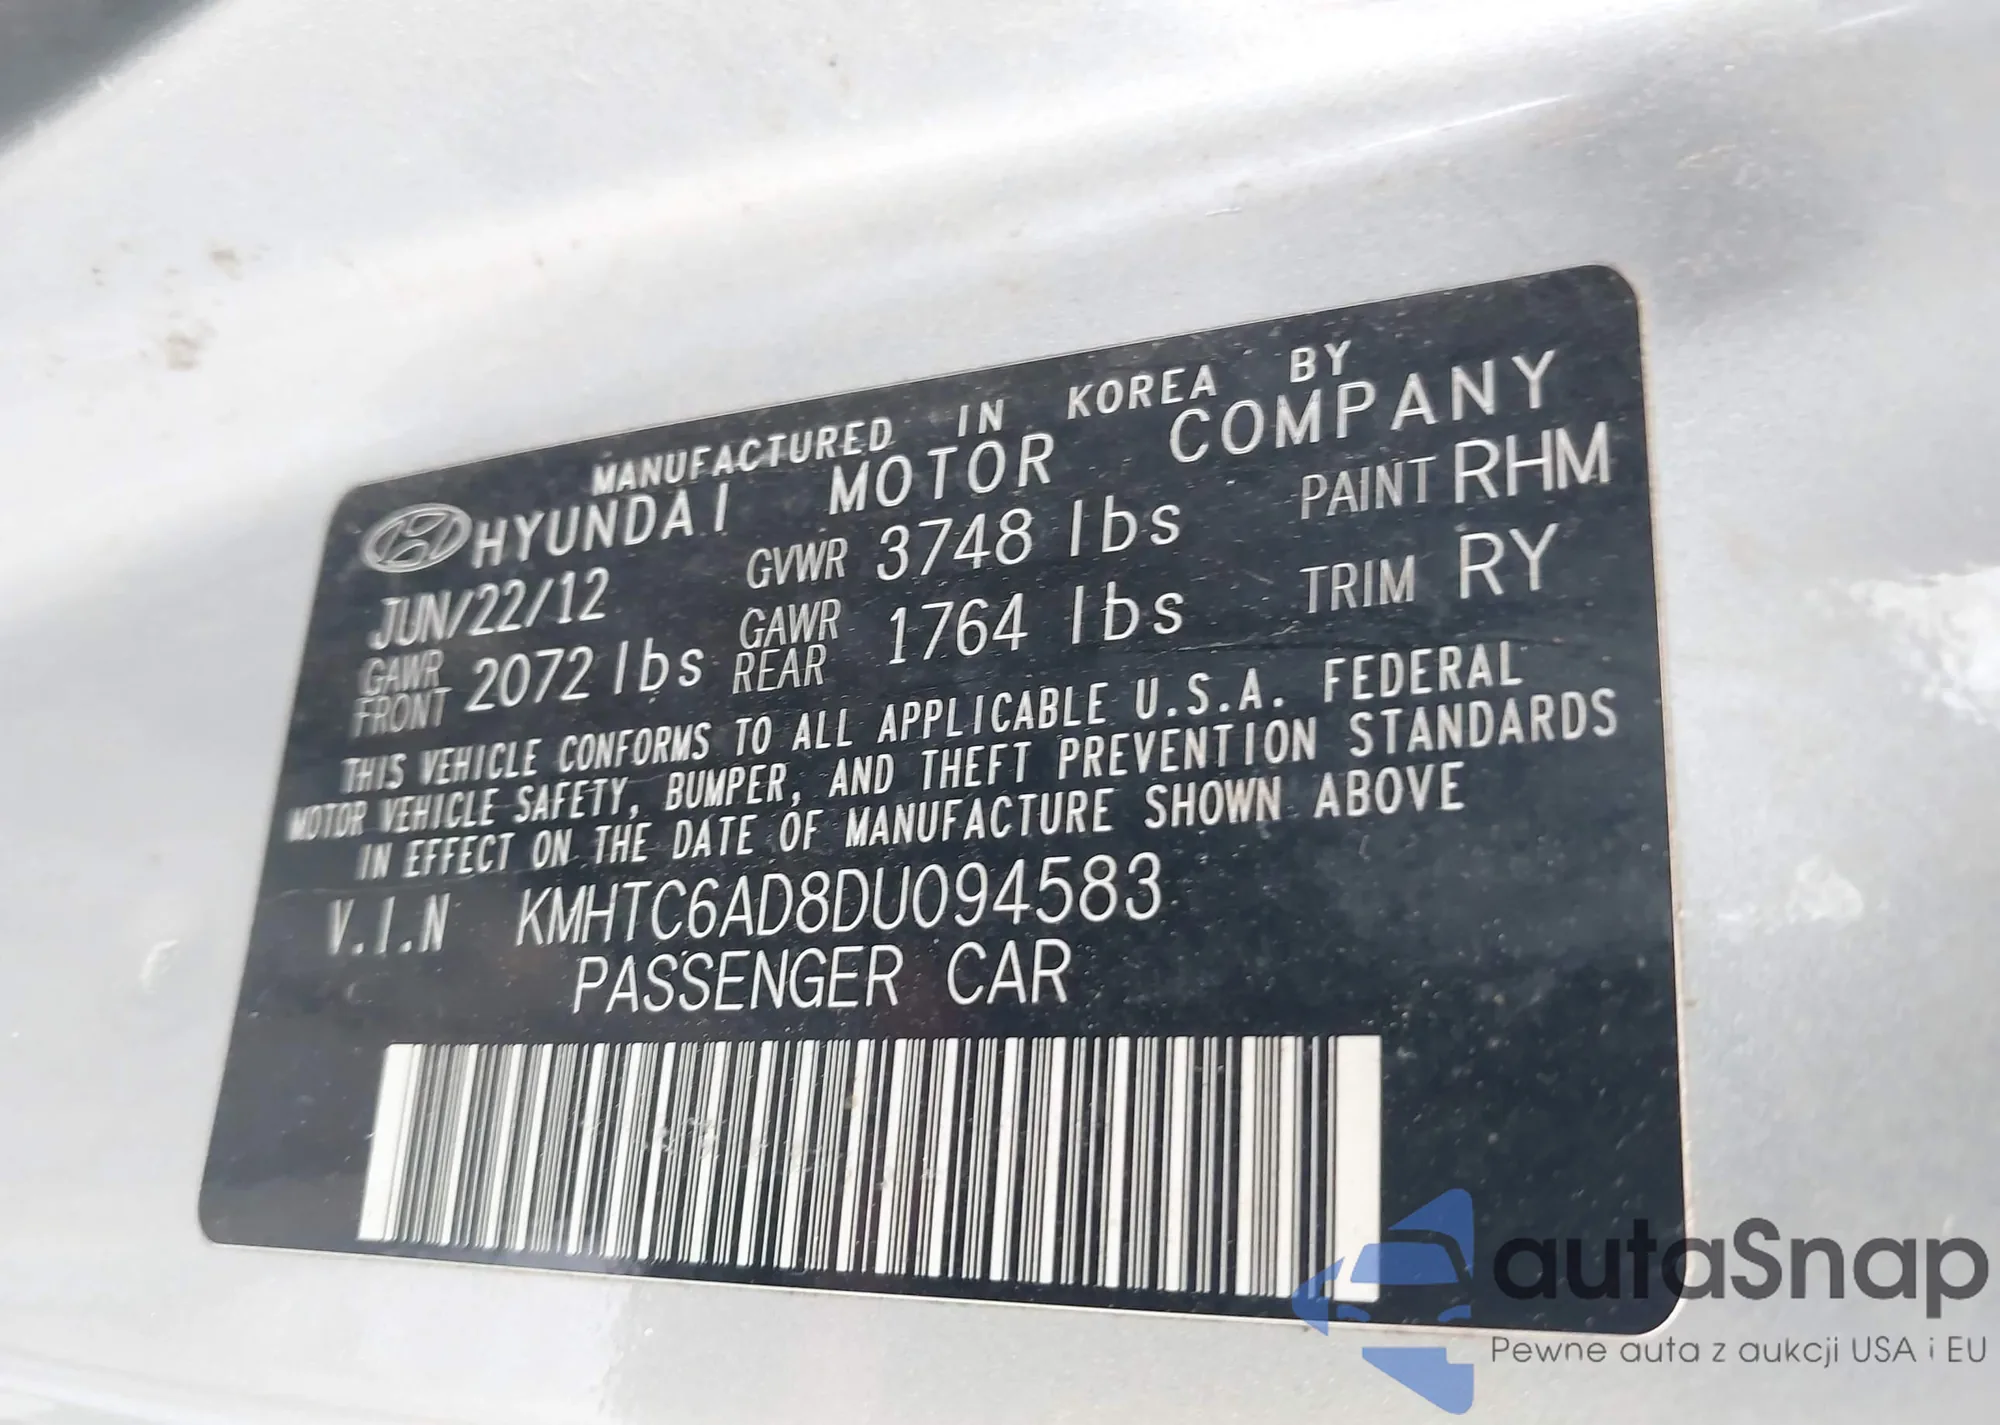 MANUFACTURED IN KOREA BY
HYUNDAI MOTOR COMPANY
JUN/22/12 GVWR 3748 lbs PAINT RHM
GAWR FRONT 2072 lbs GAWR REAR 1764 lbs TRIM RY
THIS VEHICLE CONFORMS TO ALL APPLICABLE U.S.A. FEDERAL
MOTOR VEHICLE SAFETY, BUMPER, AND THEFT PREVENTION STANDARDS
IN EFFECT ON THE DATE OF MANUFACTURE SHOWN ABOVE
V.I.N KMHTC6AD8DU094583
PASSENGER CAR
autaSnap
Pewne auta z aukcji USA i EU